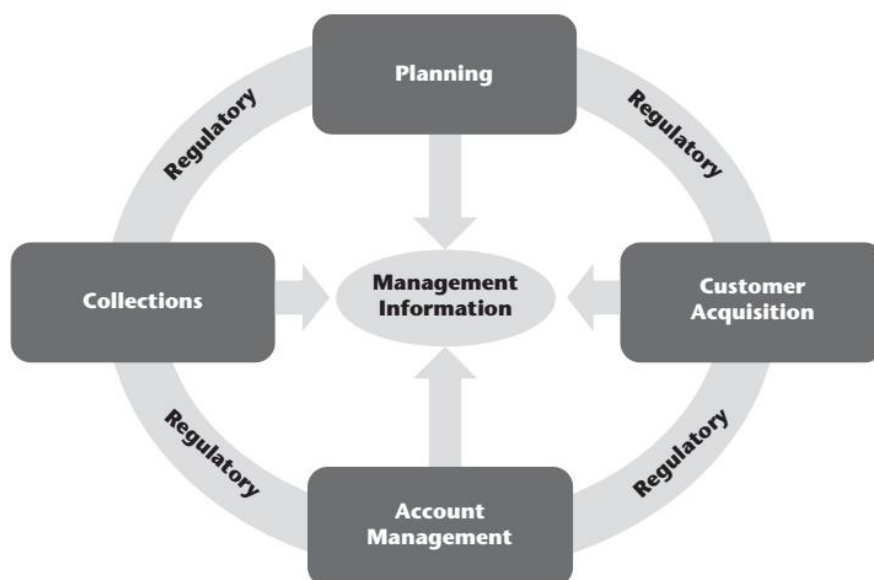 Planning
Regulatory
Regulatory
Collections
Management
Information
Customer
Acquisition
Regulatory
Regulatory
Account
Management